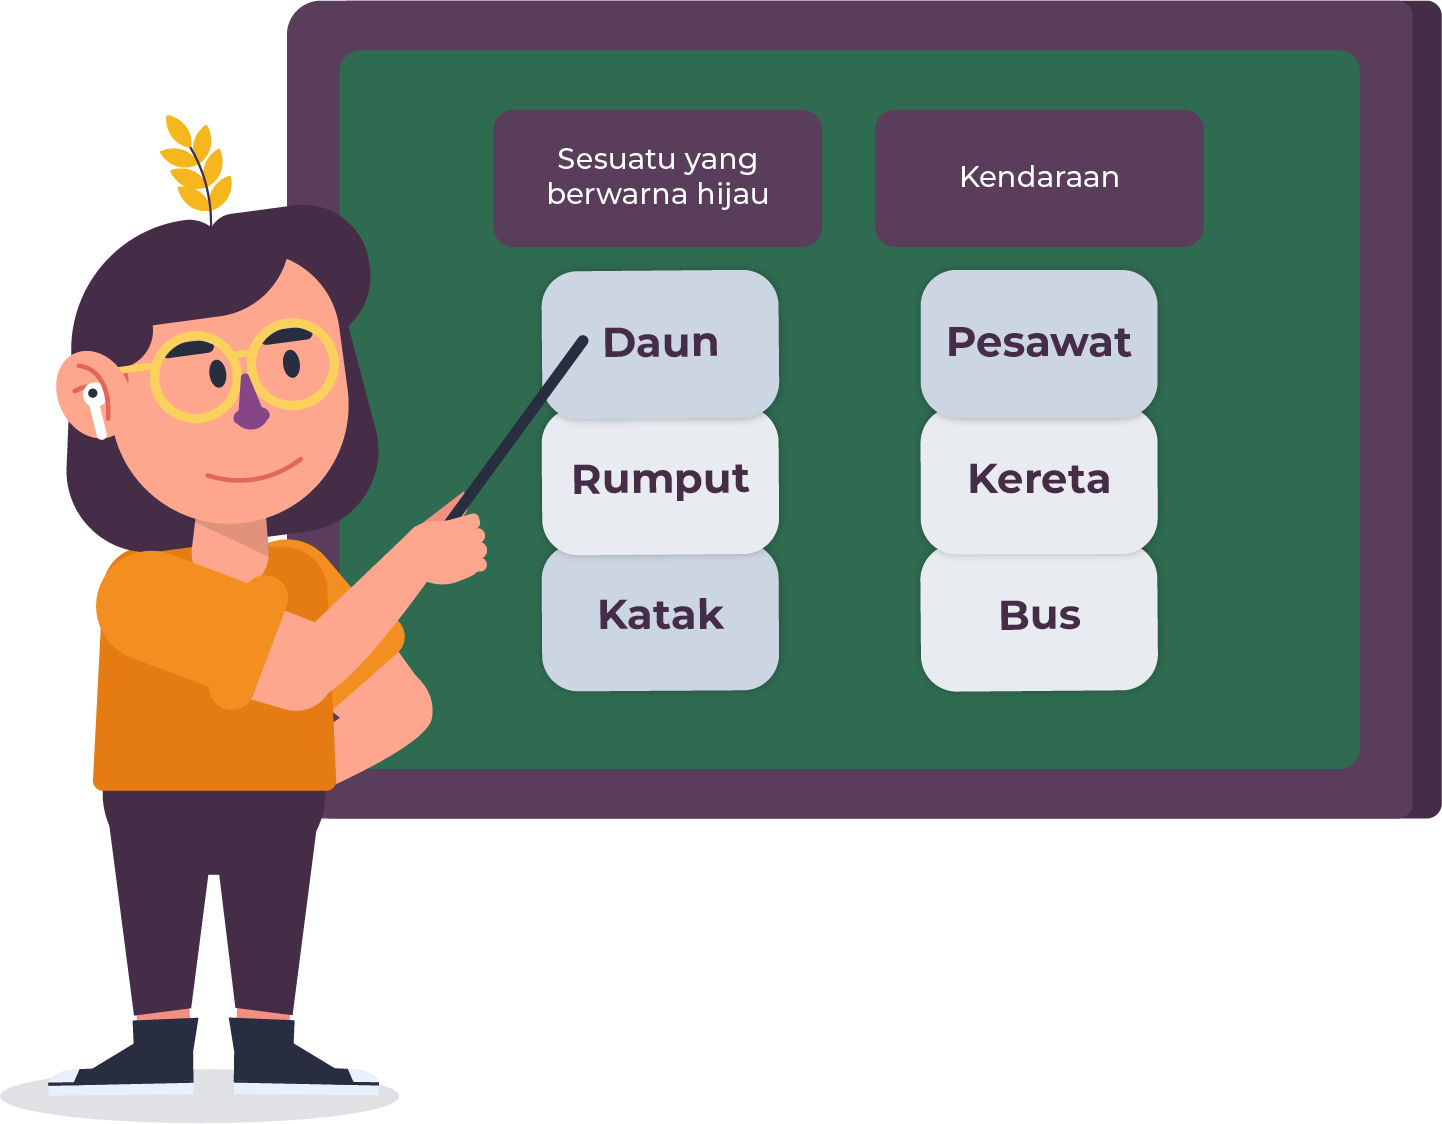 Sesuatu yang
berwarna hijau
Daun
Rumput
Katak
Kendaraan
Pesawat
Kereta
Bus